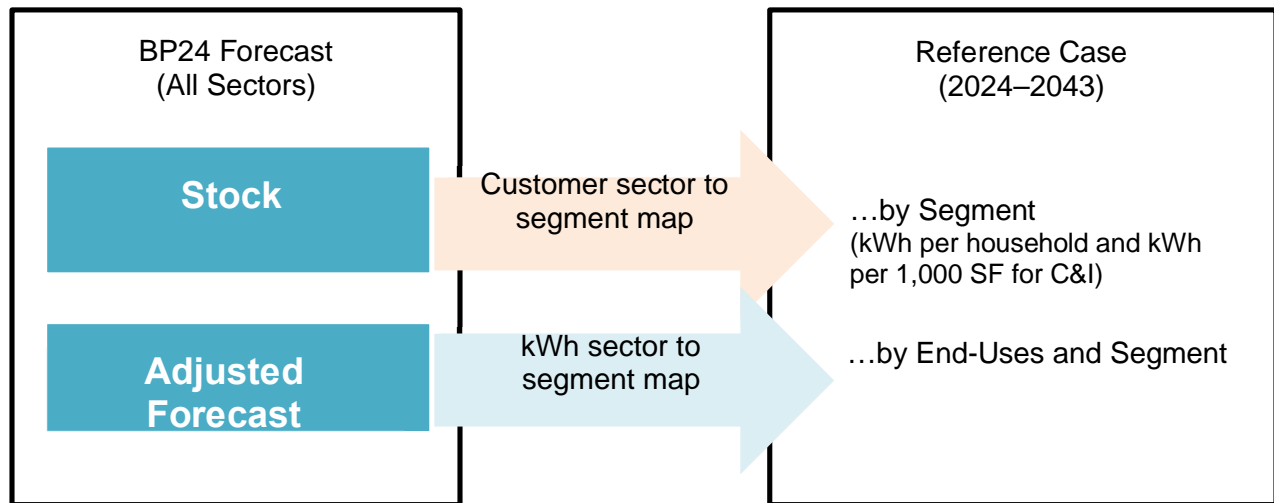 BP24 Forecast
(All Sectors)
Stock
Adjusted
Forecast
Customer sector to
segment map
kWh sector to
segment map
Reference Case
(2024–2043)
…by Segment
(kWh per household and kWh
per 1,000 SF for C&I)
…by End-Uses and Segment